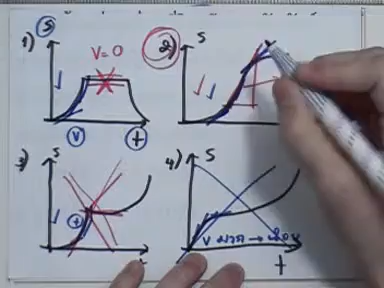 1) S V = 0 V t
2) S
3) S t t
4) S
V มาก → น้อย
t